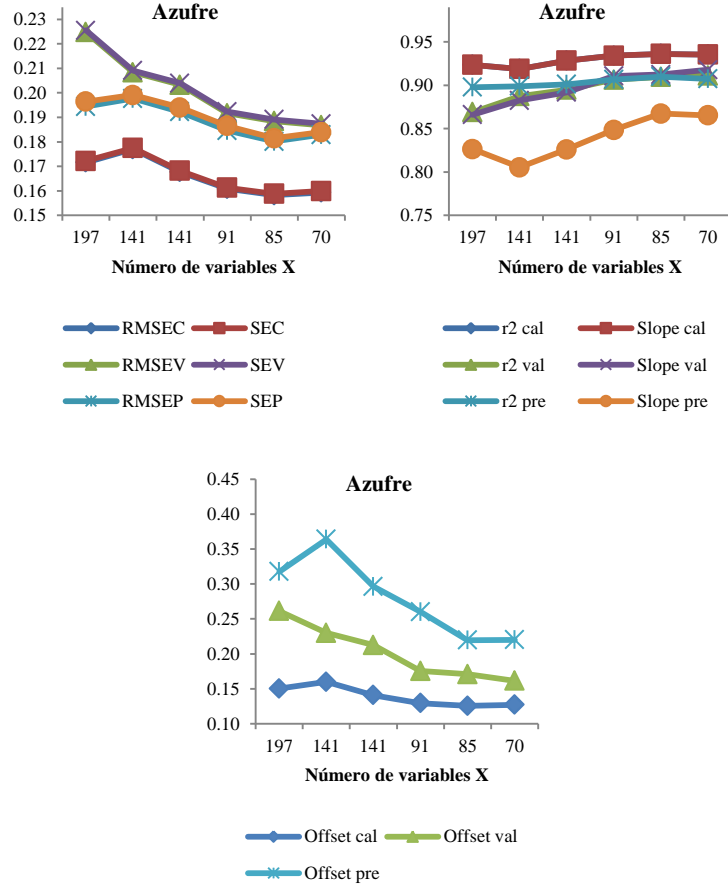 Azufre
0.23
0.22
0.21
0.20
0.19
0.18
0.17
0.16
0.15
197 141 141 91 85 70
Número de variables X
RMSEC SEC
RMSEV SEV
RMSEP SEP
Azufre
0.95
0.90
0.85
0.80
0.75
197 141 141 91 85 70
Número de variables X
r2 cal Slope cal
r2 val Slope val
r2 pre Slope pre
Azufre
0.45
0.40
0.35
0.30
0.25
0.20
0.15
0.10
197 141 141 91 85 70
Número de variables X
Offset cal Offset val
Offset pre